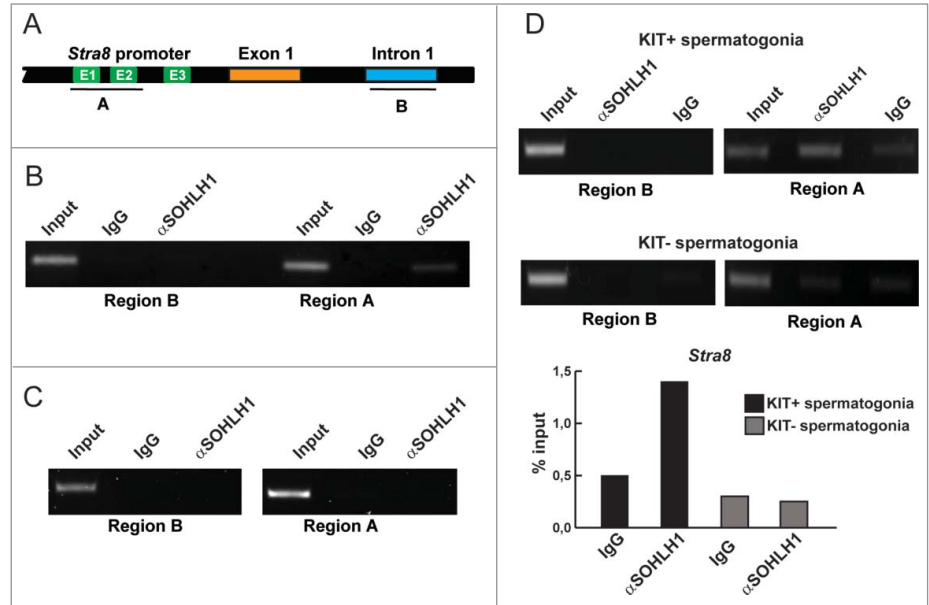 A
Stra8 promoter
Exon 1
Intron 1
E1
E2
E3
A
B
B
Input
IgG
αSOHLH1
Input
IgG
αSOHLH1
Region B
Region A
C
Input
IgG
αSOHLH1
Input
IgG
αSOHLH1
Region B
Region A
D
KIT+ spermatogonia
Input
αSOHLH1
IgG
Input
αSOHLH1
IgG
Region B
Region A
KIT- spermatogonia
Region B
Region A
Stra8
% input
1,5
1,0
0,5
0,0
KIT+ spermatogonia
KIT- spermatogonia
IgG
αSOHLH1
IgG
αSOHLH1